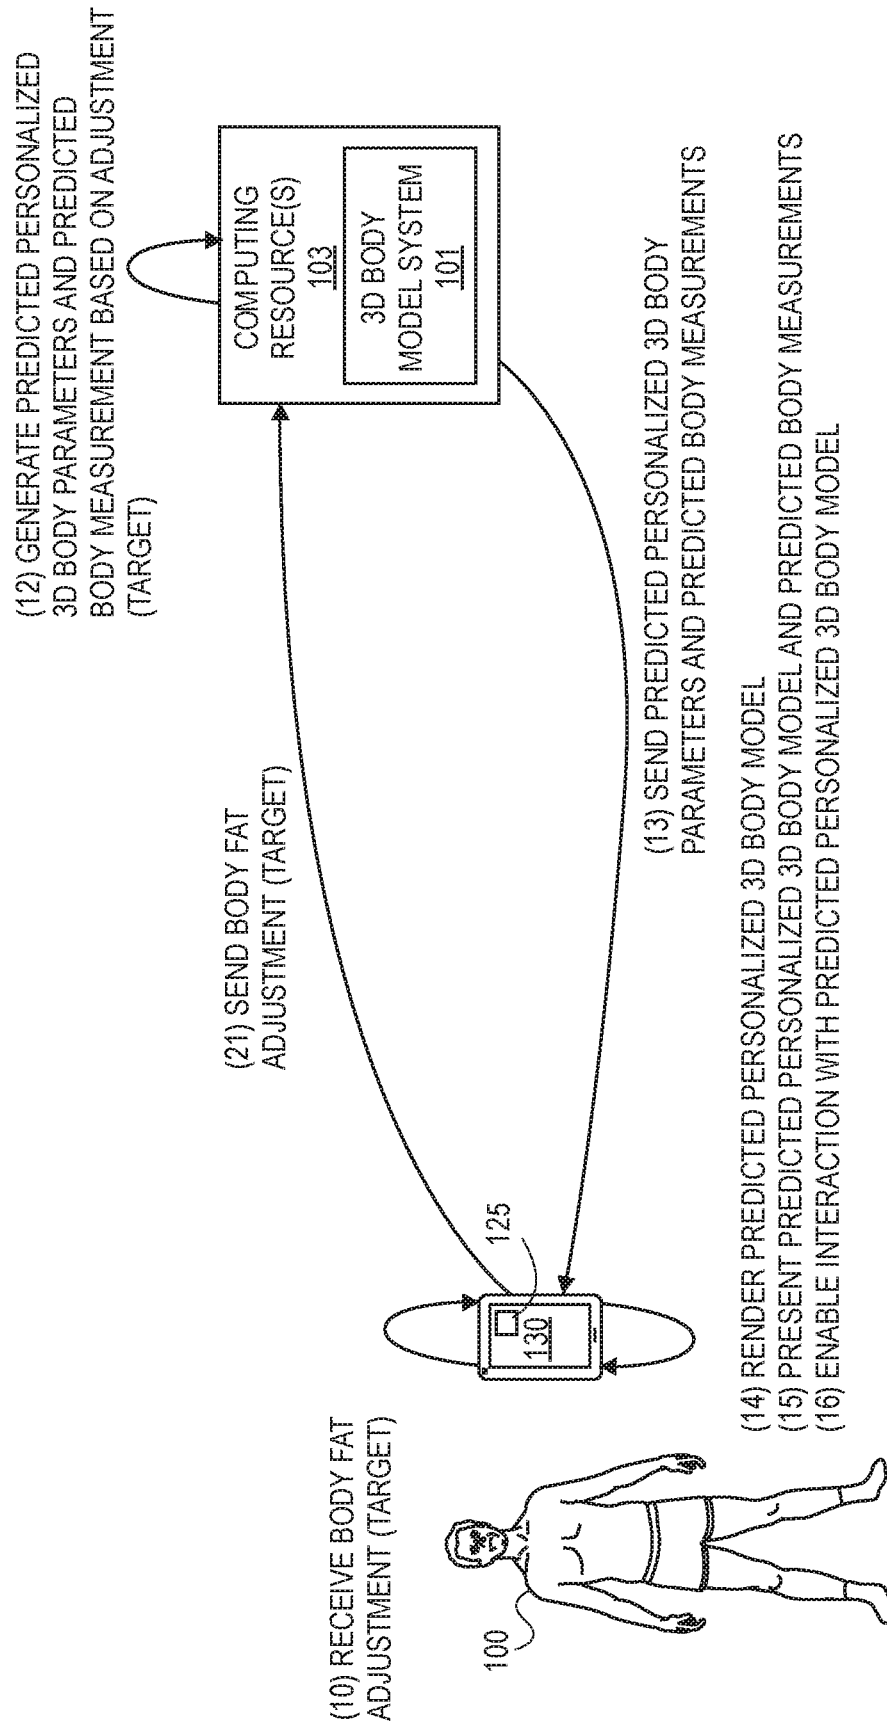 (10) RECEIVE BODY FAT
ADJUSTMENT (TARGET)
100
125
130
(21) SEND BODY FAT
ADJUSTMENT (TARGET)
(12) GENERATE PREDICTED PERSONALIZED
3D BODY PARAMETERS AND PREDICTED
BODY MEASUREMENT BASED ON ADJUSTMENT
(TARGET)
COMPUTING
RESOURCE(S)
103
3D BODY
MODEL SYSTEM
101
(13) SEND PREDICTED PERSONALIZED 3D BODY
PARAMETERS AND PREDICTED BODY MEASUREMENTS
(14) RENDER PREDICTED PERSONALIZED 3D BODY MODEL
(15) PRESENT PREDICTED PERSONALIZED 3D BODY MODEL AND PREDICTED BODY MEASUREMENTS
(16) ENABLE INTERACTION WITH PREDICTED PERSONALIZED 3D BODY MODEL